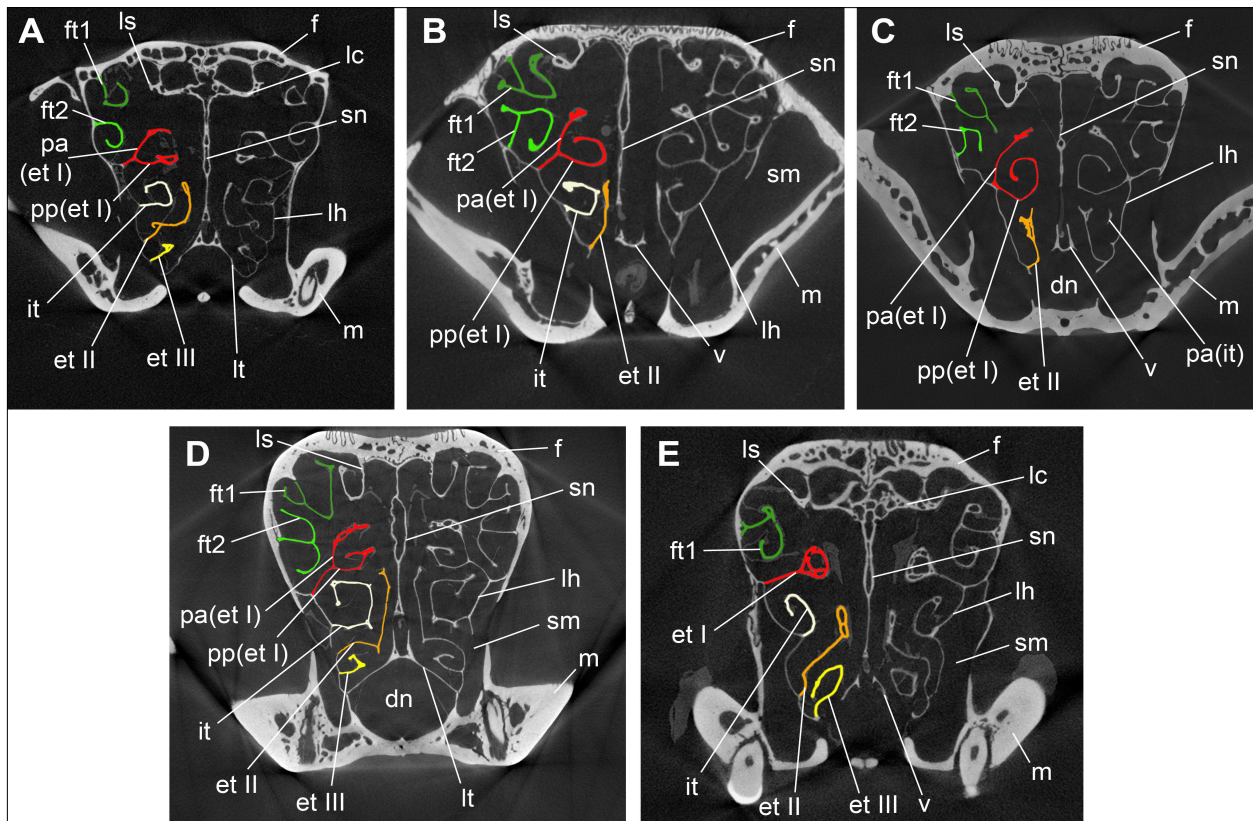 A
ls
f
ft1
lc
ft2
sn
pa
(et I)
pp(et I)
lh
it
m
et II
et III
lt
B
ls
f
sn
ft1
ft2
sm
pa(et I)
m
pp(et I)
lh
it
v
et II
C
ls
f
sn
ft1
ft2
lh
dn
pa(et I)
m
pp(et I)
pa(it)
et II
v
D
ls
f
ft1
sn
ft2
lh
pa(et I)
sm
pp(et I)
m
dn
it
et II
et III
lt
E
ls
f
lc
ft1
sn
lh
et I
sm
m
it
et II
et III
v